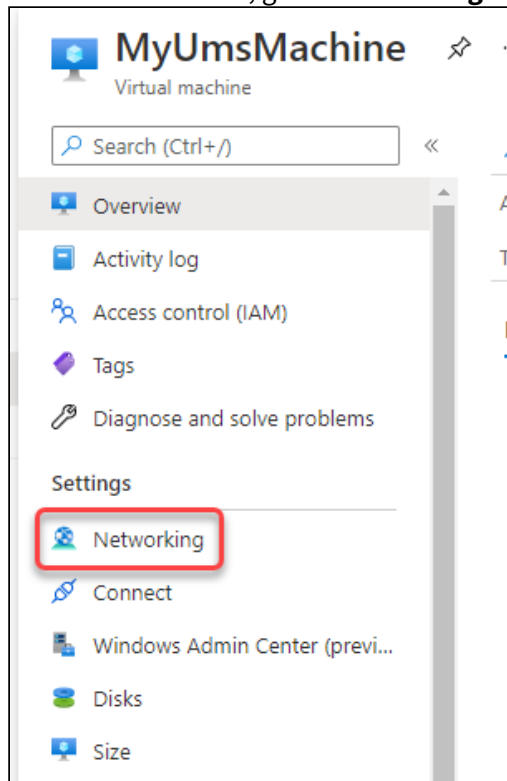 MyUmsMachine
Virtual machine
Search (Ctrl+/)
«
Overview
Activity log
Access control (IAM)
Tags
Diagnose and solve problems
Settings
Networking
Connect
Windows Admin Center (previ...
Disks
Size